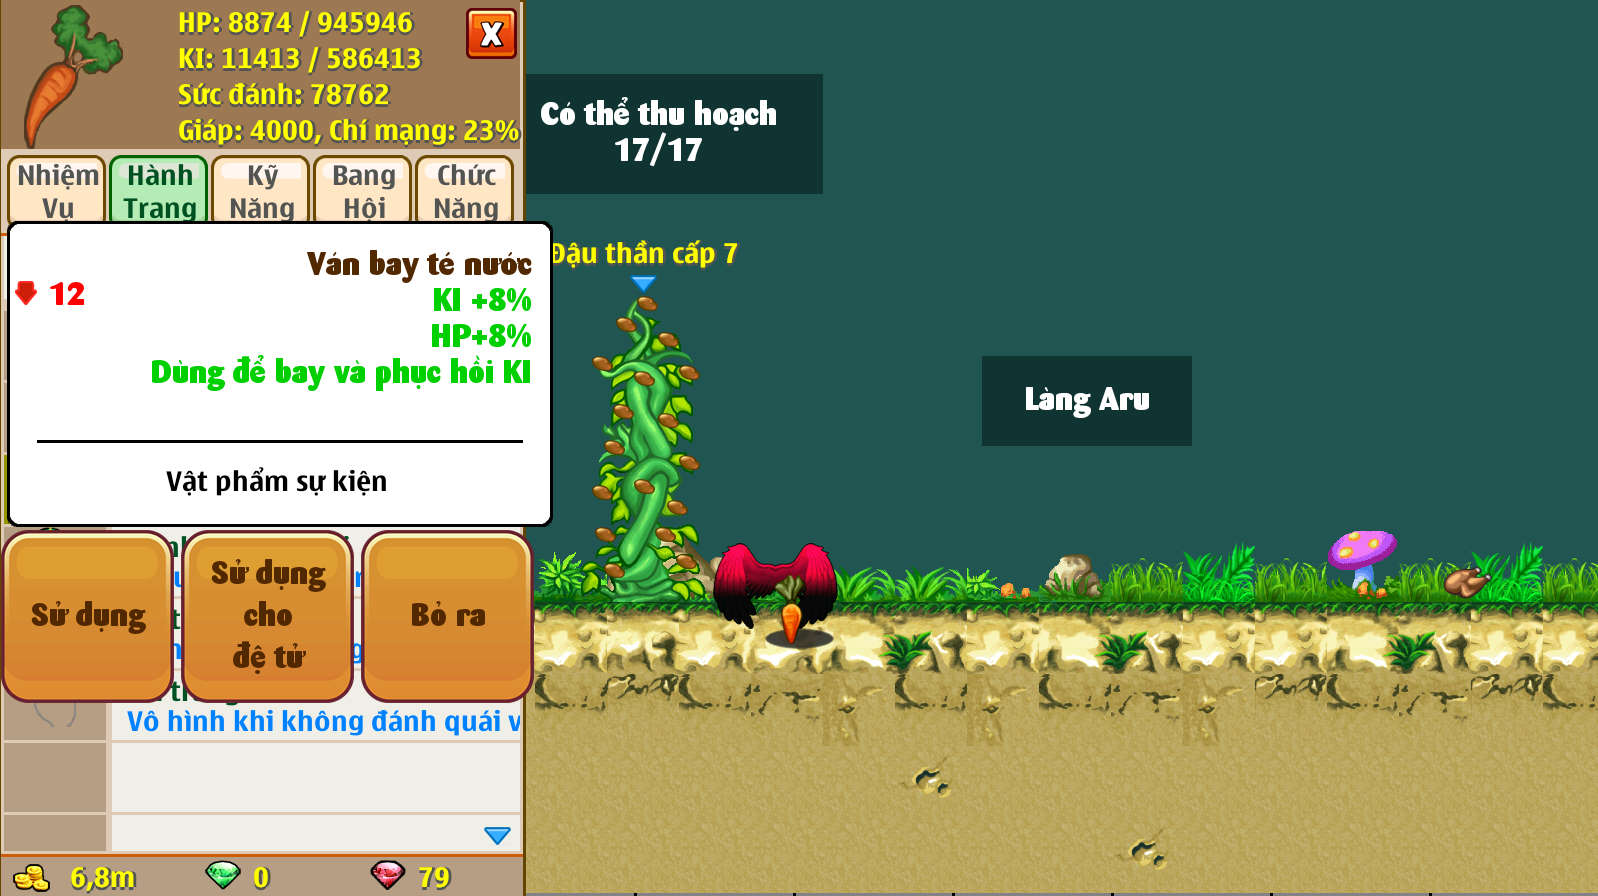 HP: 8874 / 945946
KI: 11413 / 586413
Sức đánh: 78762
Giáp: 4000, Chí mạng: 23%
X
Nhiệm Vụ
Hành Trang
Kỹ Năng
Bang Hội
Chức Năng
Ván bay té nước
12
KI +8%
HP+8%
Dùng để bay và phục hồi KI
Vật phẩm sự kiện
Sử dụng
Sử dụng
cho
đệ tử
Bỏ ra
Vô hình khi không đánh quái v
6,8m
0
79
Có thể thu hoạch
17/17
Đậu thần cấp 7
Làng Aru